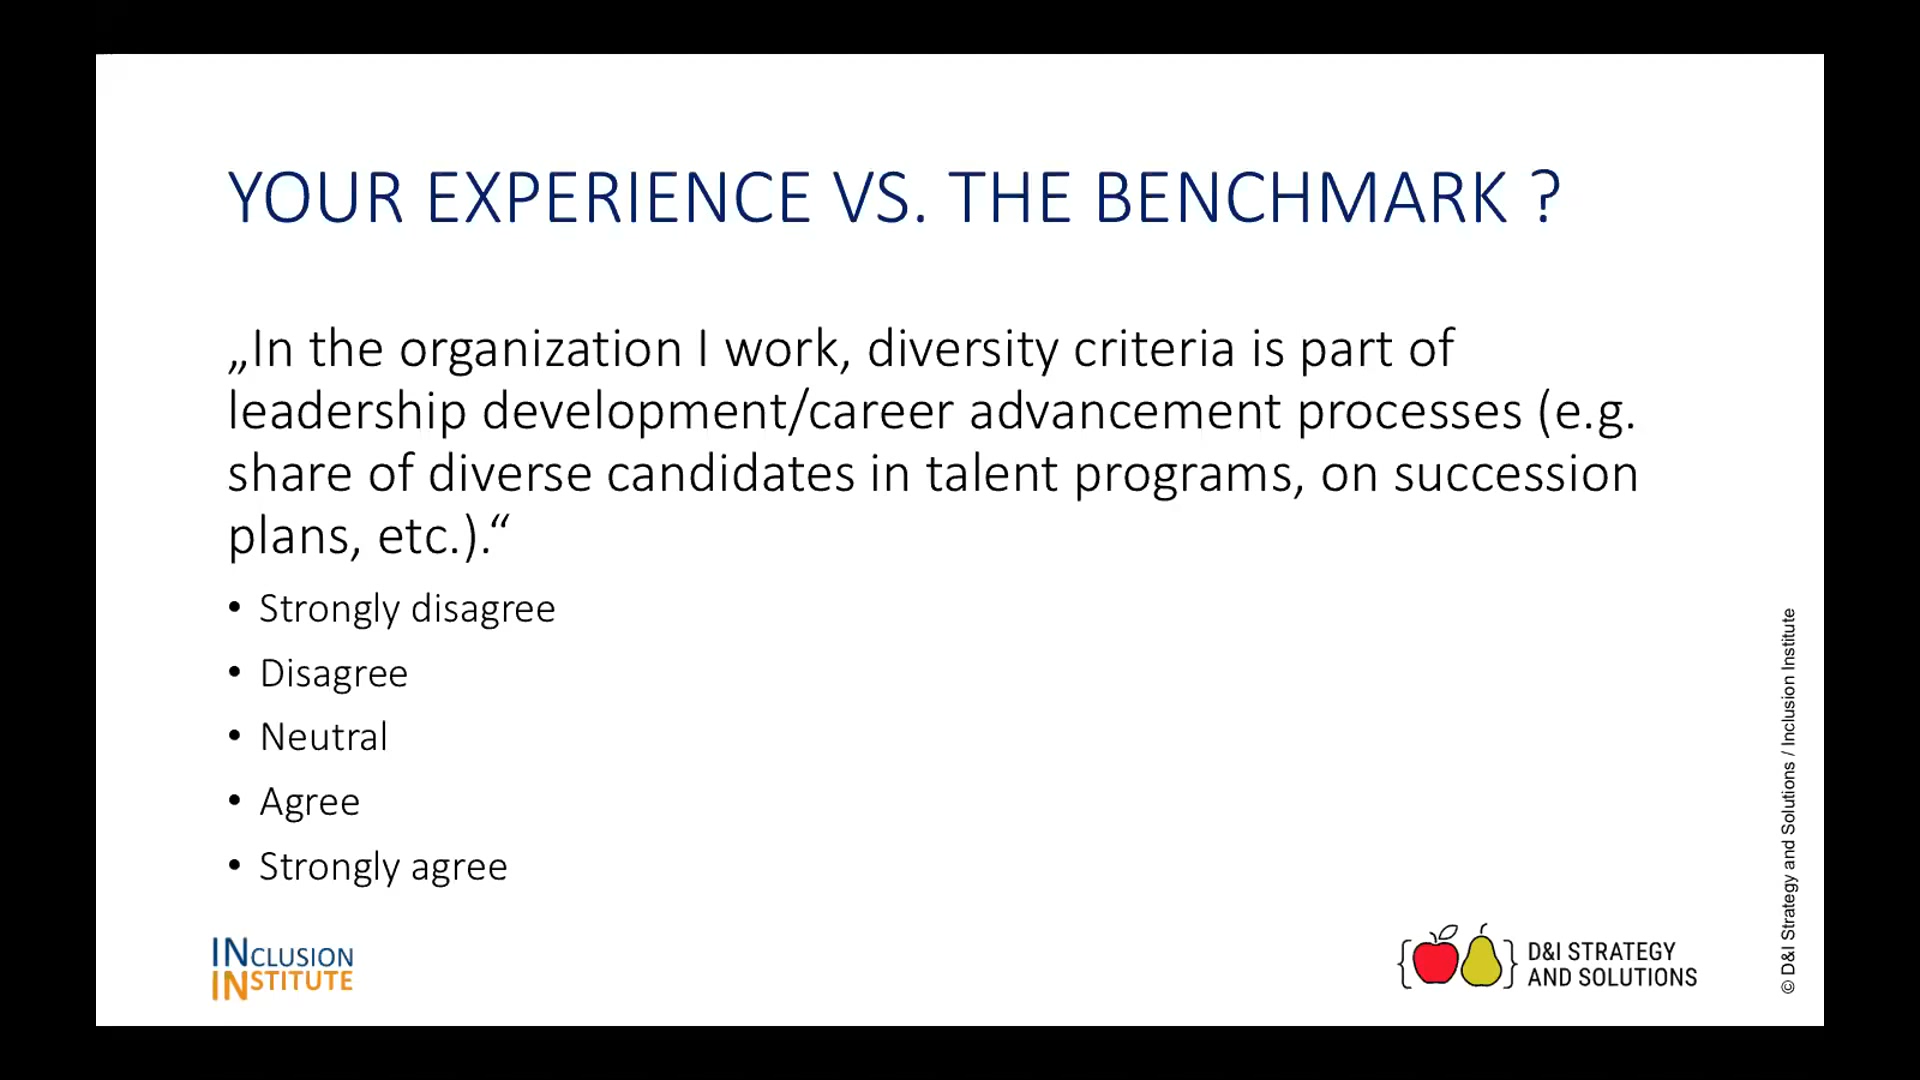 YOUR EXPERIENCE VS. THE BENCHMARK ?
„In the organization I work, diversity criteria is part of
leadership development/career advancement processes (e.g.
share of diverse candidates in talent programs, on succession
plans, etc.).“
• Strongly disagree
• Disagree
• Neutral
• Agree
• Strongly agree
INCLUSION
INSTITUTE
D&I STRATEGY
AND SOLUTIONS
© D&I Strategy and Solutions / Inclusion Institute